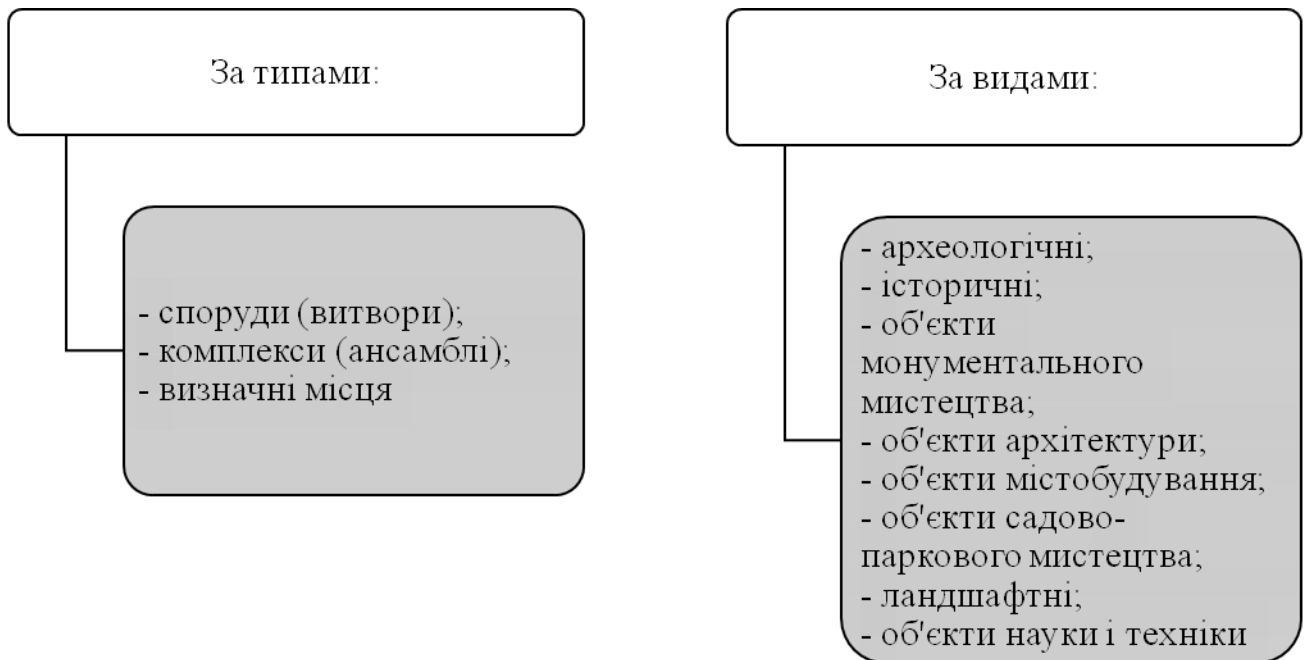 За типами:
- споруди (витвори);
- комплекси (ансамблі);
- визначні місця
За видами:
- археологічні;
- історичні;
- об'єкти
монументального
мистецтва;
- об'єкти архітектури;
- об'єкти містобудування;
- об'єкти садово-
паркового мистецтва;
- ландшафтні;
- об'єкти науки і техніки